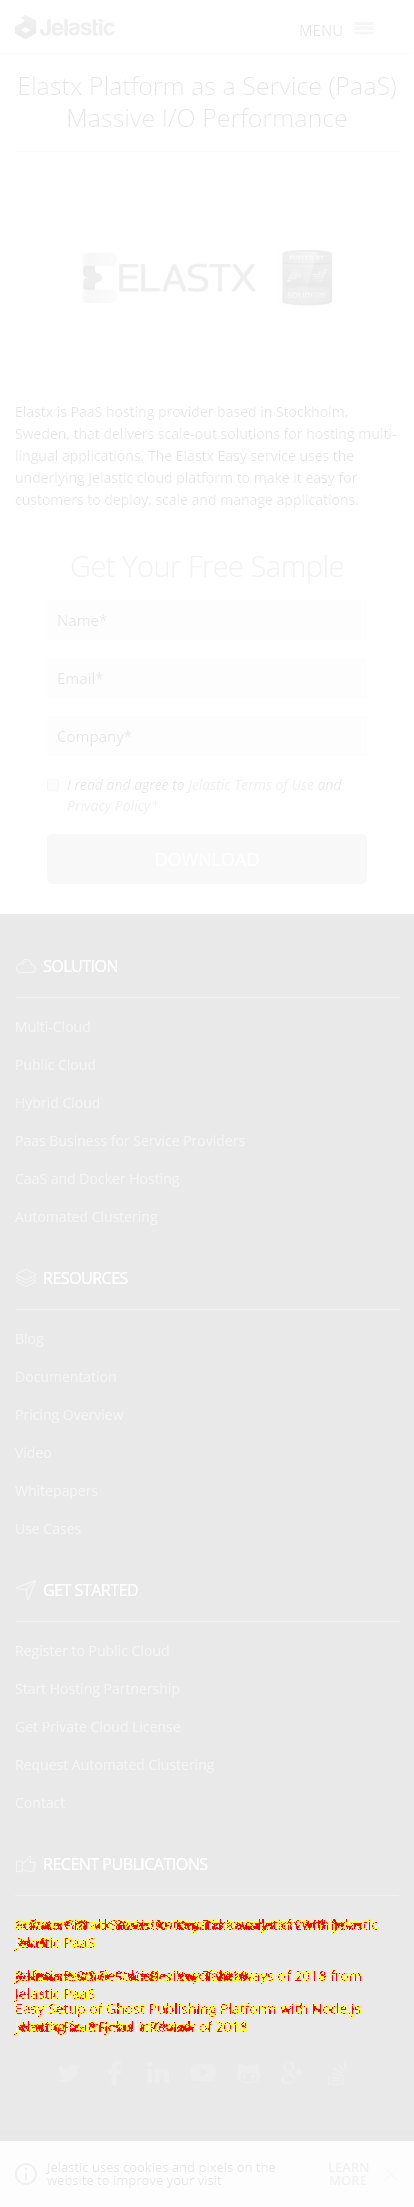 Jelastic
MENU
Elastx Platform as a Service (PaaS)
Massive I/O Performance
ELASTX
Elastx is PaaS hosting provider based in Stockholm,
Sweden, that delivers scale-out solutions for hosting multi-
lingual applications. The Elastx Easy service uses the
underlying Jelastic cloud platform to make it easy for
customers to deploy, scale and manage applications.
Get Your Free Sample
Name*
Email*
Company*
I read and agree to Jelastic Terms of Use and
Privacy Policy*
DOWNLOAD
SOLUTION
Multi-Cloud
Public Cloud
Hybrid Cloud
Paas Business for Service Providers
CaaS and Docker Hosting
Automated Clustering
RESOURCES
Blog
Documentation
Pricing Overview
Video
Whitepapers
Use Cases
GET STARTED
Register to Public Cloud
Start Hosting Partnership
Get Private Cloud License
Request Automated Clustering
Contact
RECENT PUBLICATIONS
Jelastic
PaaS
of 2018 from
Jelastic PaaS
Easy Setup of Ghost Publishing Platform with Node.js
of 2018
Jelastic uses cookies and pixels on the
website to improve your visit
LEARN
MORE